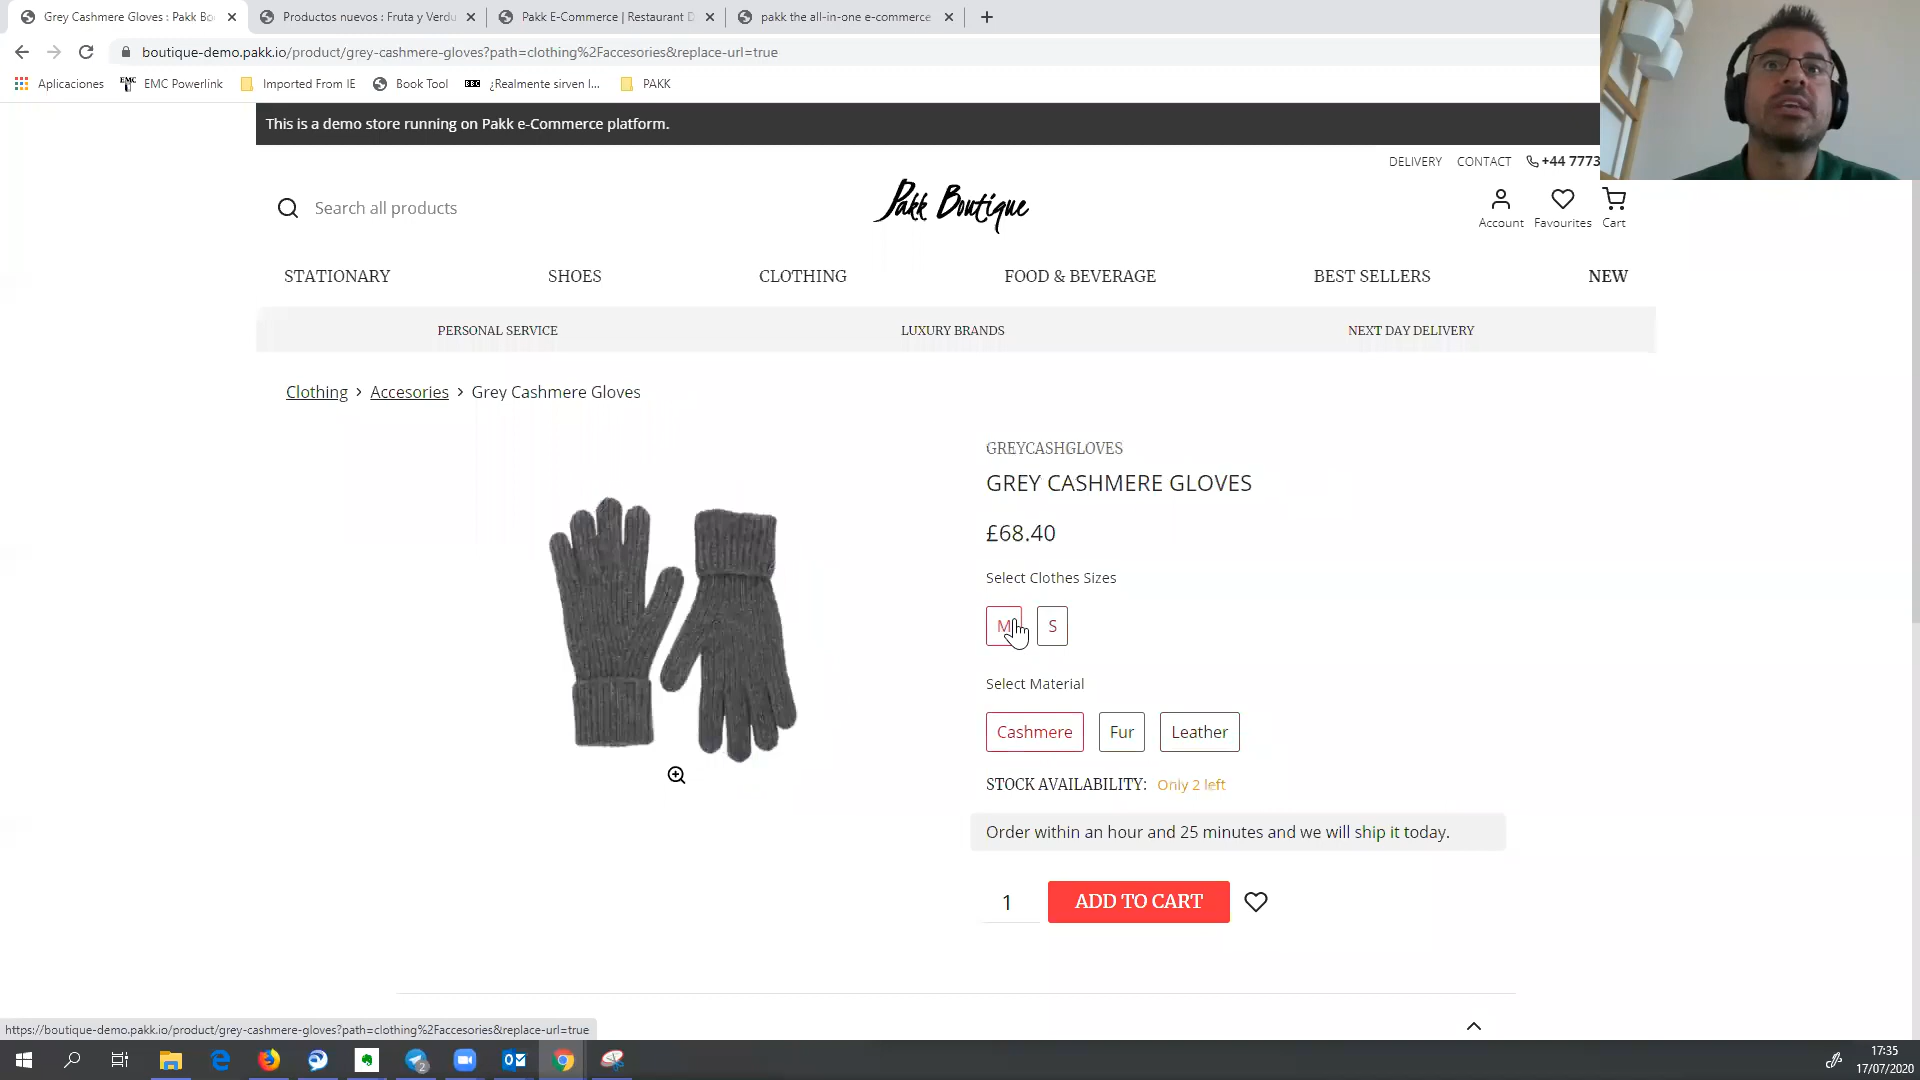 Grey Cashmere Gloves : Pakk Bo
Productos nuevos : Fruta y Verdu
Pakk E-Commerce | Restaurant D
pakk the all-in-one e-commerce
boutique-demo.pakk.io/product/grey-cashmere-gloves?path=clothing%2Faccesories&replace-url=true
Aplicaciones
EMC EMC Powerlink
Imported From IE
Book Tool
BBC ¿Realmente sirven l...
PAKK
This is a demo store running on Pakk e-Commerce platform.
DELIVERY CONTACT +44 7773
Search all products
Pakk Boutique
Account Favourites Cart
STATIONARY SHOES CLOTHING FOOD & BEVERAGE BEST SELLERS NEW
PERSONAL SERVICE LUXURY BRANDS NEXT DAY DELIVERY
Clothing > Accesories > Grey Cashmere Gloves
GREYCASHGLOVES
GREY CASHMERE GLOVES
£68.40
Select Clothes Sizes
M S
Select Material
Cashmere Fur Leather
STOCK AVAILABILITY: Only 2 left
Order within an hour and 25 minutes and we will ship it today.
1 ADD TO CART
https://boutique-demo.pakk.io/product/grey-cashmere-gloves?path=clothing%2Faccesories&replace-url=true
2
17:35
17/07/2020